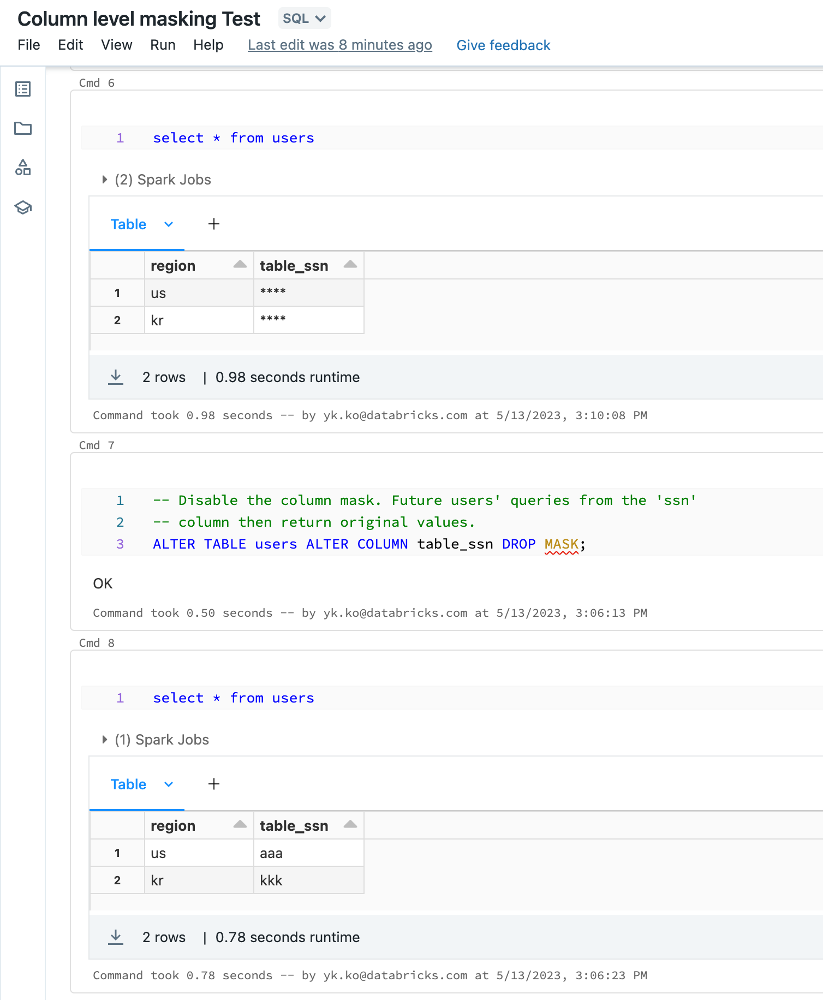 Column level masking Test SQL
File Edit View Run Help Last edit was 8 minutes ago Give feedback
Cmd 6
1 select * from users
(2) Spark Jobs
Table +
region table_ssn
1 us ****
2 kr ****
2 rows | 0.98 seconds runtime
Command took 0.98 seconds -- by yk.ko@databricks.com at 5/13/2023, 3:10:08 PM
Cmd 7
1 -- Disable the column mask. Future users' queries from the 'ssn'
2 -- column then return original values.
3 ALTER TABLE users ALTER COLUMN table_ssn DROP MASK;
OK
Command took 0.50 seconds -- by yk.ko@databricks.com at 5/13/2023, 3:06:13 PM
Cmd 8
1 select * from users
(1) Spark Jobs
Table +
region table_ssn
1 us aaa
2 kr kkk
2 rows | 0.78 seconds runtime
Command took 0.78 seconds -- by yk.ko@databricks.com at 5/13/2023, 3:06:23 PM